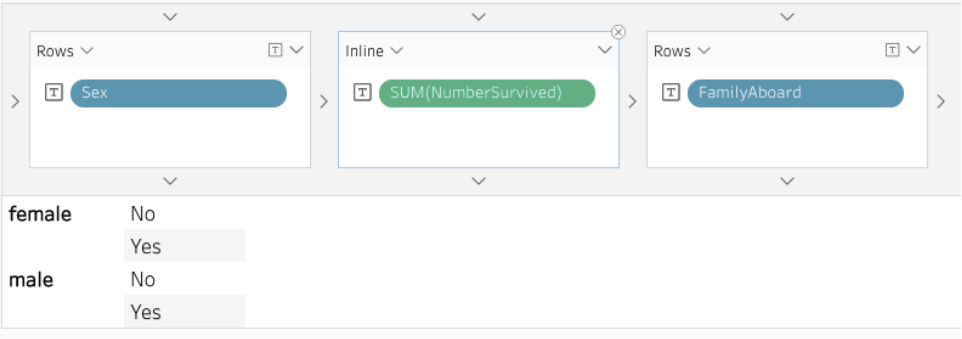 Rows T Inline Rows T
T Sex T SUM(NumberSurvived) T FamilyAboard
female No
Yes
male No
Yes